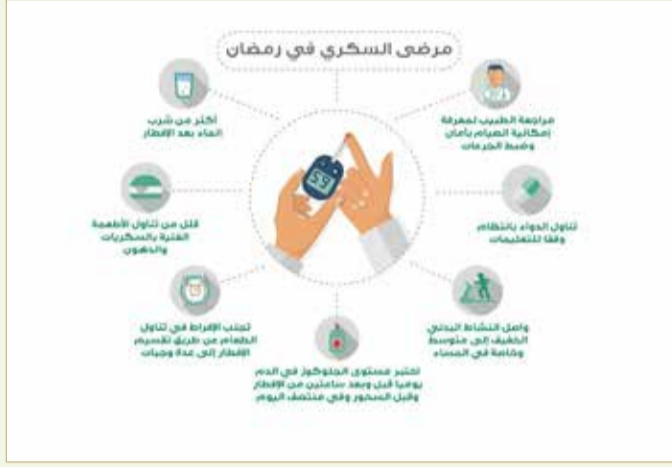 مرضى السكري في رمضان
مراجعة الطبيب لمعرفة
إمكانية الصيام بأمان
وضبط الجرعات
تناول الدواء بانتظام
وفقا للتعليمات
واصل النشاط البدني
الخفيف إلى متوسط
وخاصة في المساء
اختبر مستوى الجلوكوز في الدم
يوميا قبل وبعد ساعتين من الإفطار
وقبل السحور وفي منتصف اليوم
تجنب الإفراط في تناول
الطعام عن طريق تقسيم
الإفطار إلى عدة وجبات
قلل من تناول الأطعمة
الغنية بالسكريات
والدهون
أكثر من شرب
الماء بعد الإفطار
59